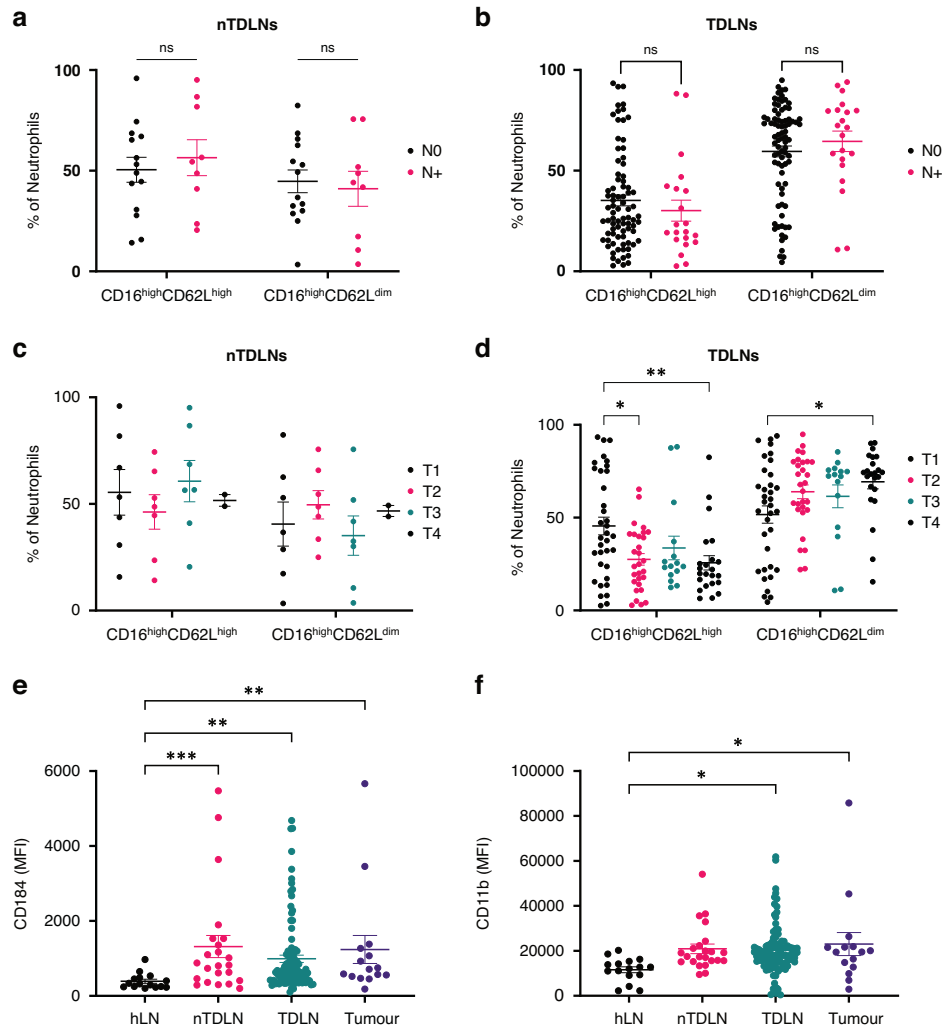 a
nTDLNs
ns
ns
100
50
0
% of Neutrophils
CD16highCD62Lhigh
CD16highCD62Ldim
N0
N+
b
TDLNs
ns
ns
100
50
0
% of Neutrophils
CD16highCD62Lhigh
CD16highCD62Ldim
N0
N+
c
nTDLNs
100
50
0
% of Neutrophils
CD16highCD62Lhigh
CD16highCD62Ldim
T1
T2
T3
T4
d
TDLNs
**
*
*
100
50
0
% of Neutrophils
CD16highCD62Lhigh
CD16highCD62Ldim
T1
T2
T3
T4
e
**
**
***
6000
4000
2000
0
CD184 (MFI)
hLN
nTDLN
TDLN
Tumour
f
*
*
100000
80000
60000
40000
20000
0
CD11b (MFI)
hLN
nTDLN
TDLN
Tumour